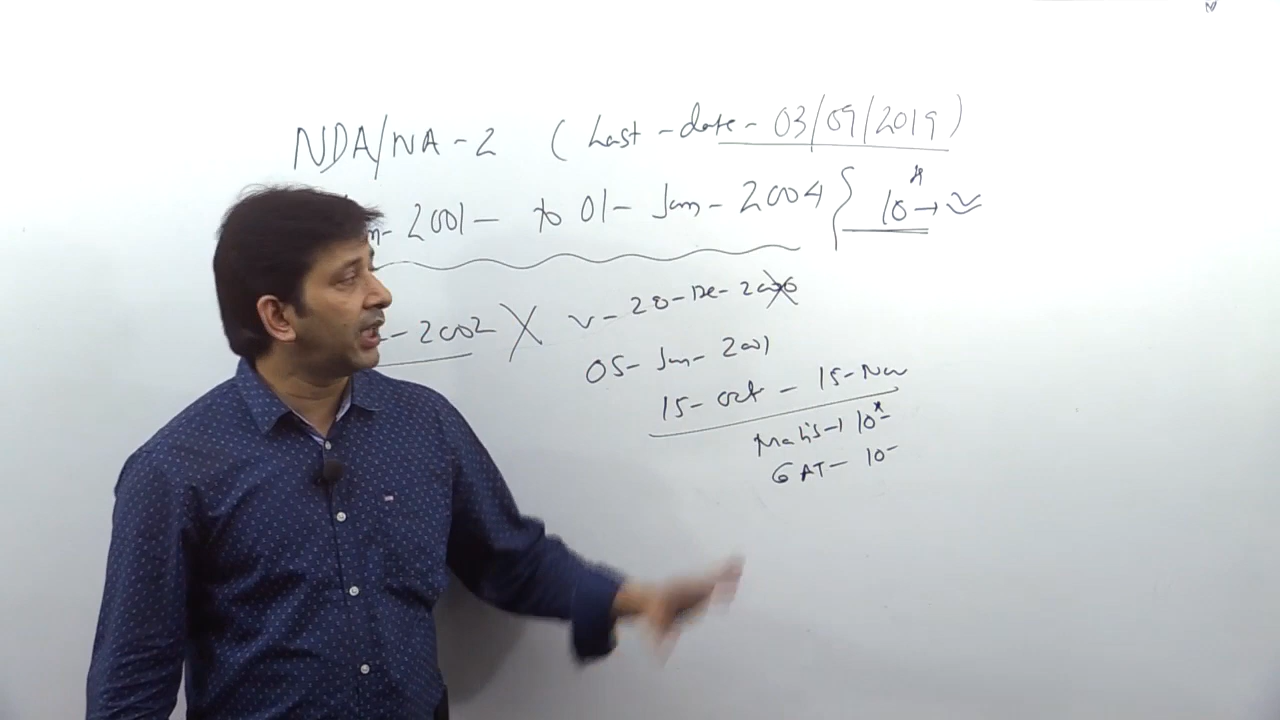 NDA/NA-2 (Last-date- 03/09/2019)
n- 2001- to 01-Jan-2004 } 10 →
-2002 X v-20-De-2000
05-Jan-2001
15-Oct - 15-Nov
Maths-1 10-
GAT- 10-